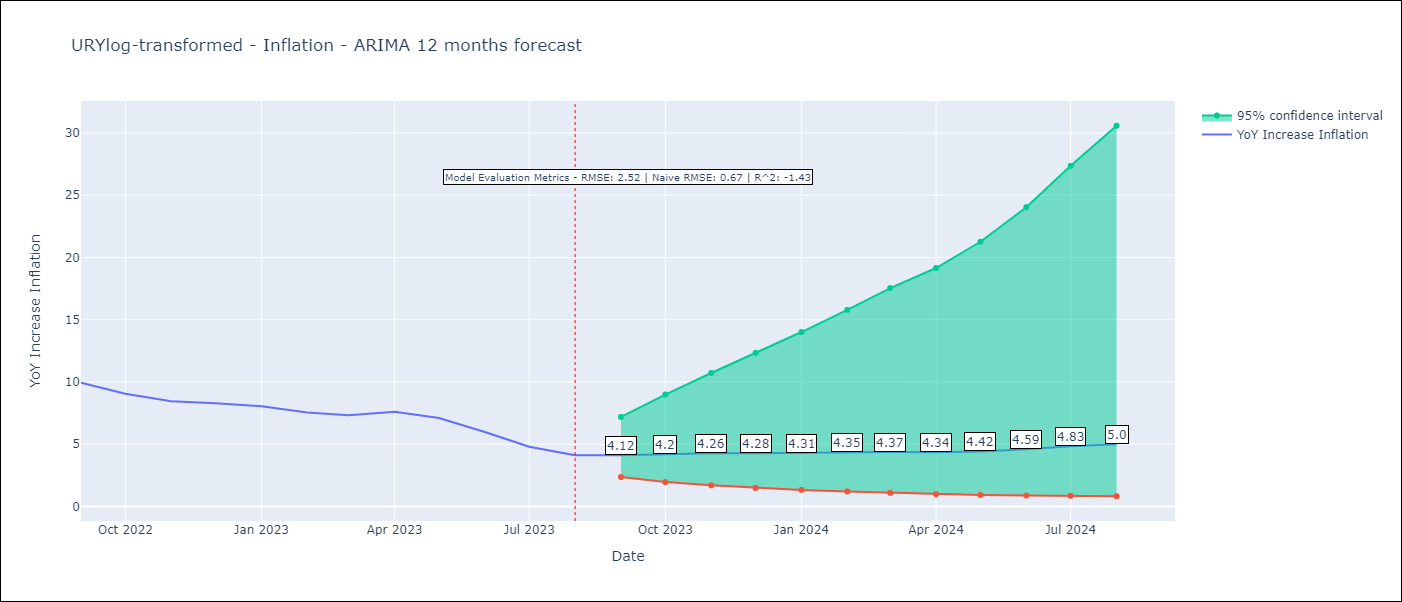 URYlog-transformed - Inflation - ARIMA 12 months forecast
95% confidence interval
YoY Increase Inflation
Model Evaluation Metrics - RMSE: 2.52 | Naive RMSE: 0.67 | R^2: -1.43
YoY Increase Inflation
30
25
20
15
10
5
0
4.12
4.2
4.26
4.28
4.31
4.35
4.37
4.34
4.42
4.59
4.83
5.0
Oct 2022
Jan 2023
Apr 2023
Jul 2023
Oct 2023
Jan 2024
Apr 2024
Jul 2024
Date